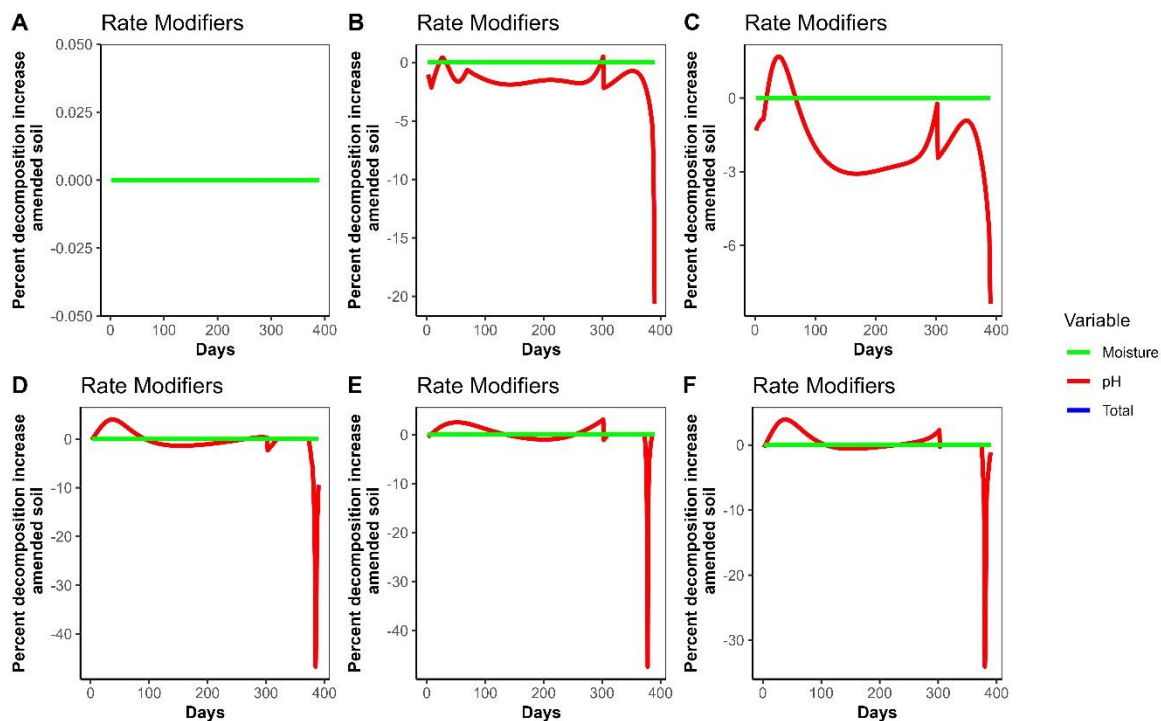 A Rate Modifiers
Percent decomposition increase
amended soil
0.050
0.025
0.000
-0.025
-0.050
0 100 200 300 400
Days
B Rate Modifiers
Percent decomposition increase
amended soil
0
-5
-10
-15
-20
0 100 200 300 400
Days
C Rate Modifiers
Percent decomposition increase
amended soil
0
-3
-6
0 100 200 300 400
Days
Variable
Moisture
pH
Total
D Rate Modifiers
Percent decomposition increase
amended soil
0
-10
-20
-30
-40
0 100 200 300 400
Days
E Rate Modifiers
Percent decomposition increase
amended soil
0
-10
-20
-30
-40
0 100 200 300 400
Days
F Rate Modifiers
Percent decomposition increase
amended soil
0
-10
-20
-30
0 100 200 300 400
Days